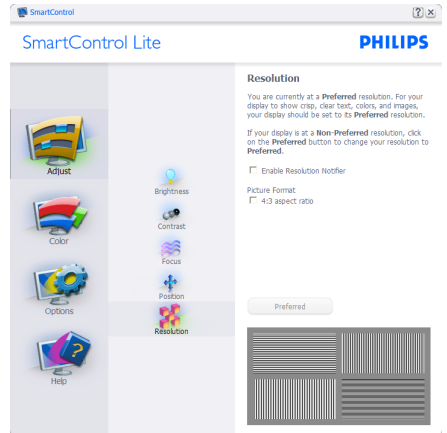 SmartControl
SmartControl Lite
PHILIPS
Adjust
Color
Options
Help
Brightness
Contrast
Focus
Position
Resolution
Resolution
You are currently at a Preferred resolution. For your
display to show crisp, clear text, colors, and images,
your display should be set to its Preferred resolution.
If your display is at a Non-Preferred resolution, click
on the Preferred button to change your resolution to
Preferred.
Enable Resolution Notifier
Picture Format
4:3 aspect ratio
Preferred